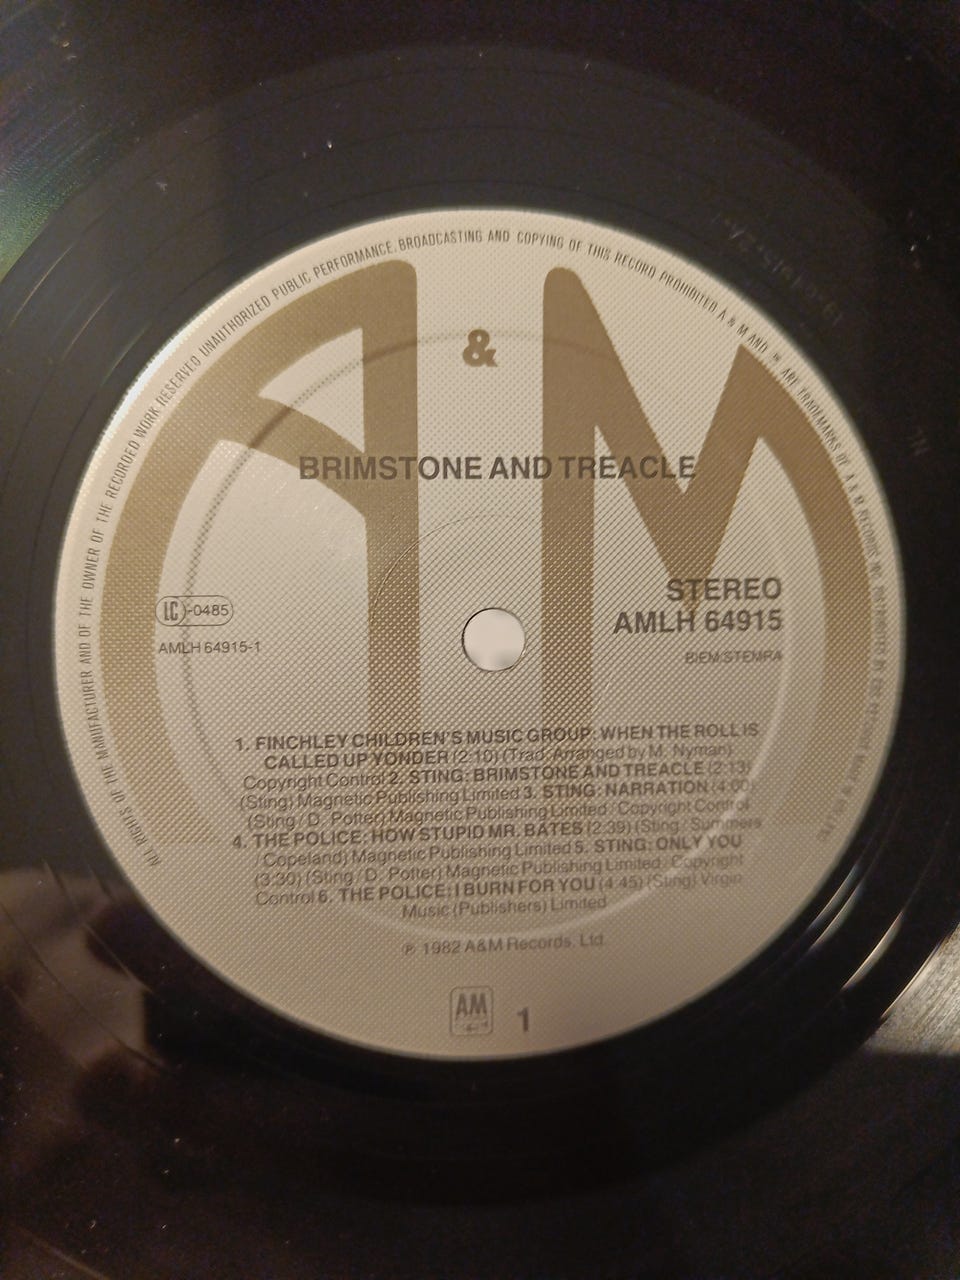 ALL RIGHTS OF THE MANUFACTURER AND OF THE OWNER OF THE RECORDED WORK RESERVED UNAUTHORIZED PUBLIC PERFORMANCE, BROADCASTING AND COPYING OF THIS RECORD PROHIBITED A & M AND ARE TRADEMARKS OF A & M RECORDS
A & M
BRIMSTONE AND TREACLE
LC-0485
AMLH 64915-1
STEREO
AMLH 64915
BIEM/STEMRA
1. FINCHLEY CHILDREN'S MUSIC GROUP: WHEN THE ROLL IS
CALLED UP YONDER (2:10) (Trad. Arranged by M. Nyman)
Copyright Control 2. STING: BRIMSTONE AND TREACLE (2:13)
(Sting) Magnetic Publishing Limited 3. STING: NARRATION (4:00)
(Sting / D. Potter) Magnetic Publishing Limited / Copyright Control
4. THE POLICE: HOW STUPID MR. BATES (2:39) (Sting / Summers
/ Copeland) Magnetic Publishing Limited 5. STING: ONLY YOU
(3:30) (Sting / D. Potter) Magnetic Publishing Limited / Copyright
Control 6. THE POLICE: I BURN FOR YOU (4:45) (Sting) Virgin
Music (Publishers) Limited
℗ 1982 A&M Records, Ltd.
AM
1